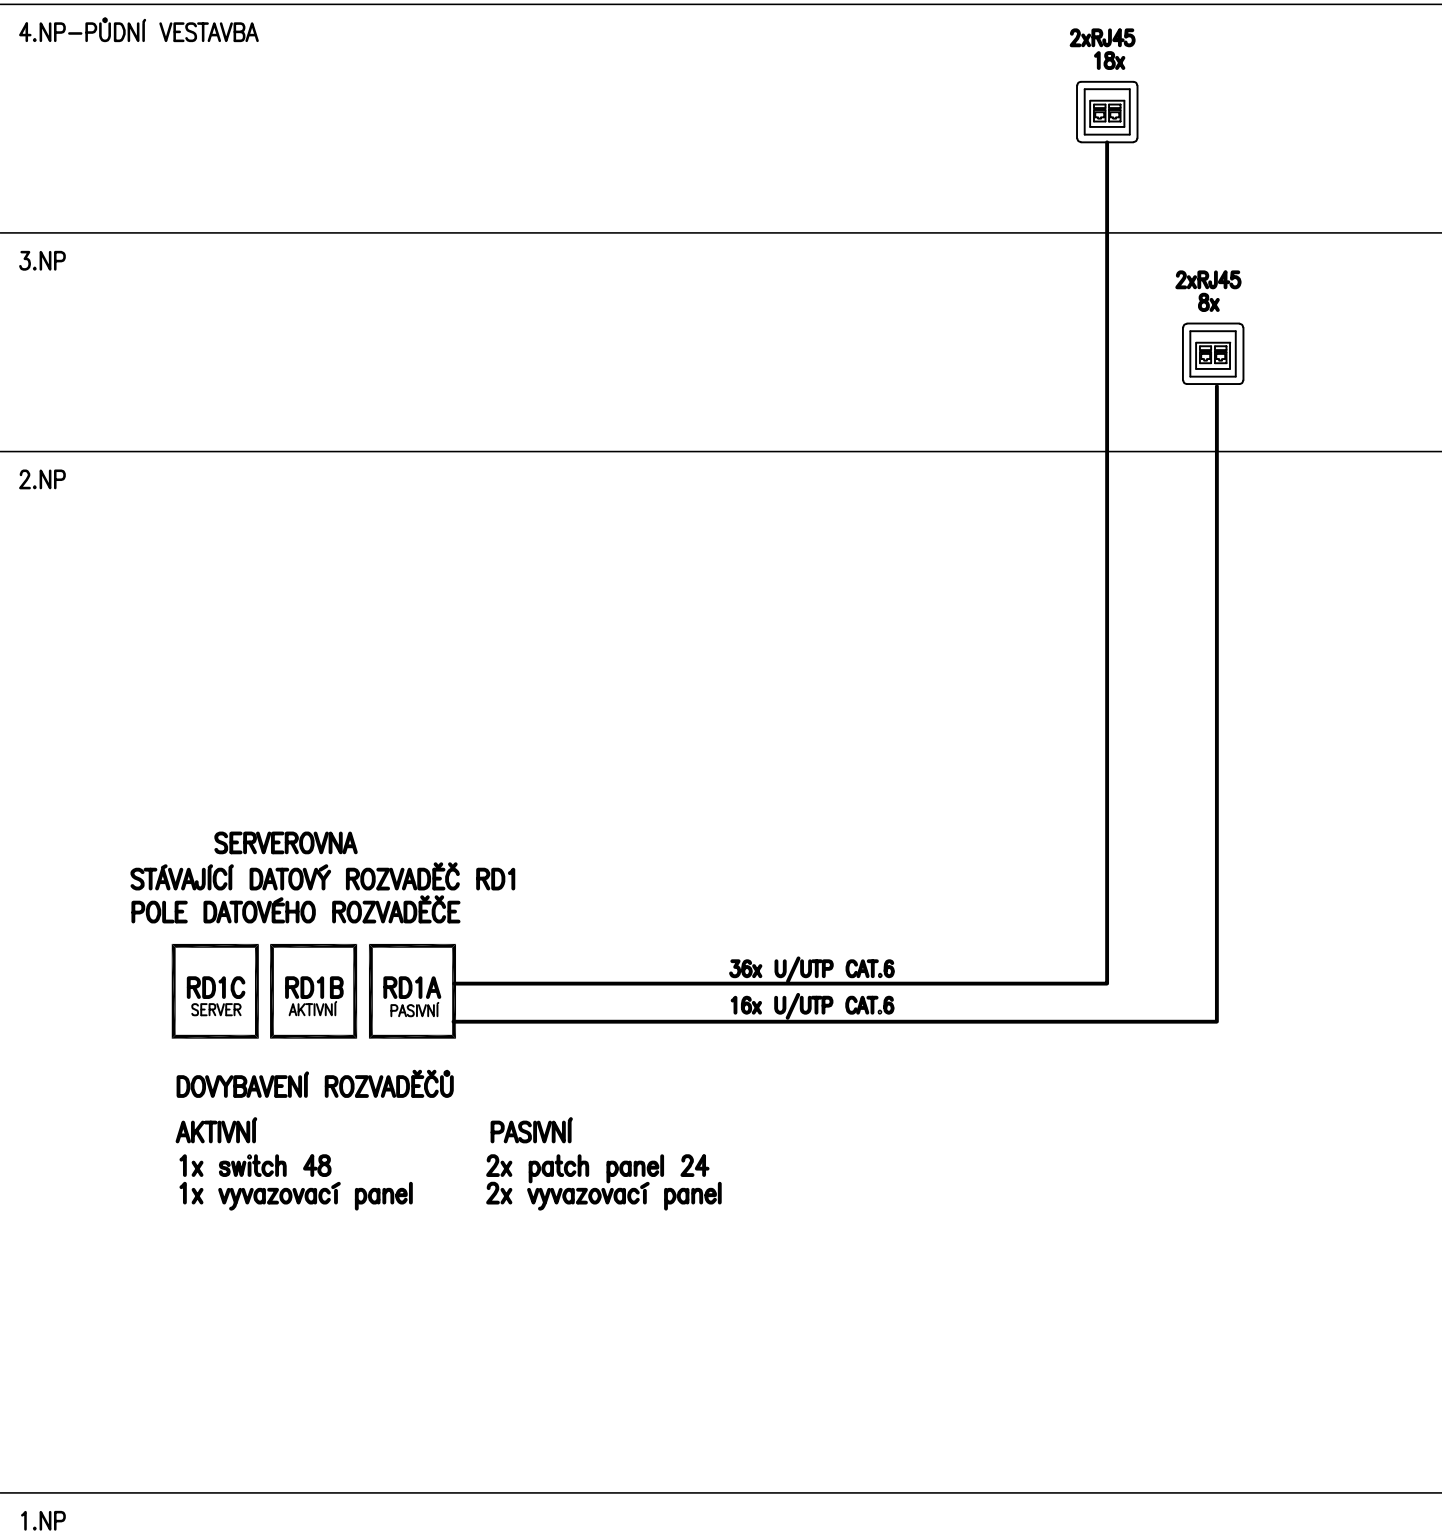 4.NP–PŮDNÍ VESTAVBA
2xRJ45
18x
3.NP
2xRJ45
8x
2.NP
SERVEROVNA
STÁVAJÍCÍ DATOVÝ ROZVADĚČ RD1
POLE DATOVÉHO ROZVADĚČE
RD1C
SERVER
RD1B
AKTIVNÍ
RD1A
PASIVNÍ
36x U/UTP CAT.6
16x U/UTP CAT.6
DOVYBAVENÍ ROZVADĚČŮ
AKTIVNÍ
1x switch 48
1x vyvazovací panel
PASIVNÍ
2x patch panel 24
2x vyvazovací panel
1.NP